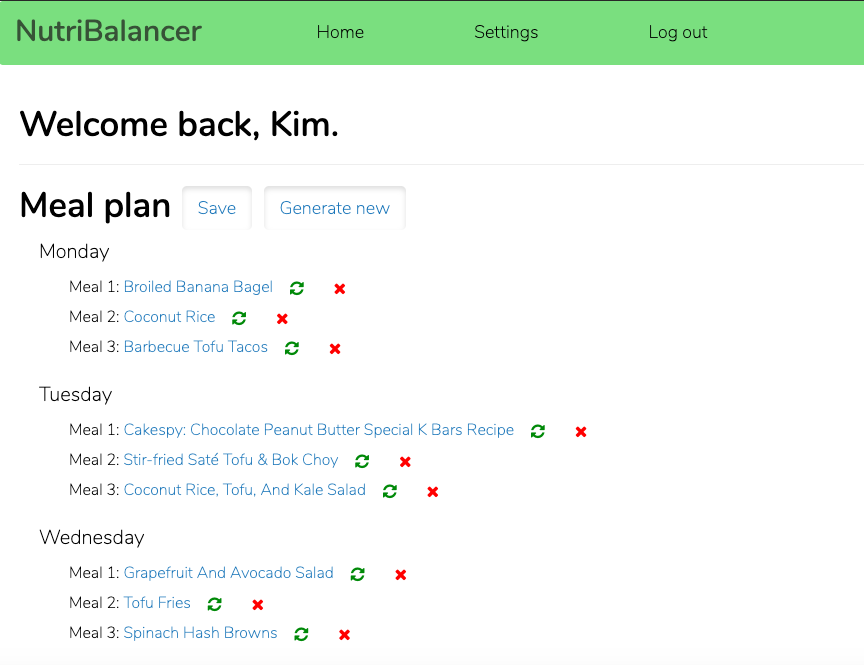 NutriBalancer Home Settings Log out
Welcome back, Kim.
Meal plan Save Generate new
Monday
Meal 1: Broiled Banana Bagel
Meal 2: Coconut Rice
Meal 3: Barbecue Tofu Tacos
Tuesday
Meal 1: Cakespy: Chocolate Peanut Butter Special K Bars Recipe
Meal 2: Stir-fried Saté Tofu & Bok Choy
Meal 3: Coconut Rice, Tofu, And Kale Salad
Wednesday
Meal 1: Grapefruit And Avocado Salad
Meal 2: Tofu Fries
Meal 3: Spinach Hash Browns